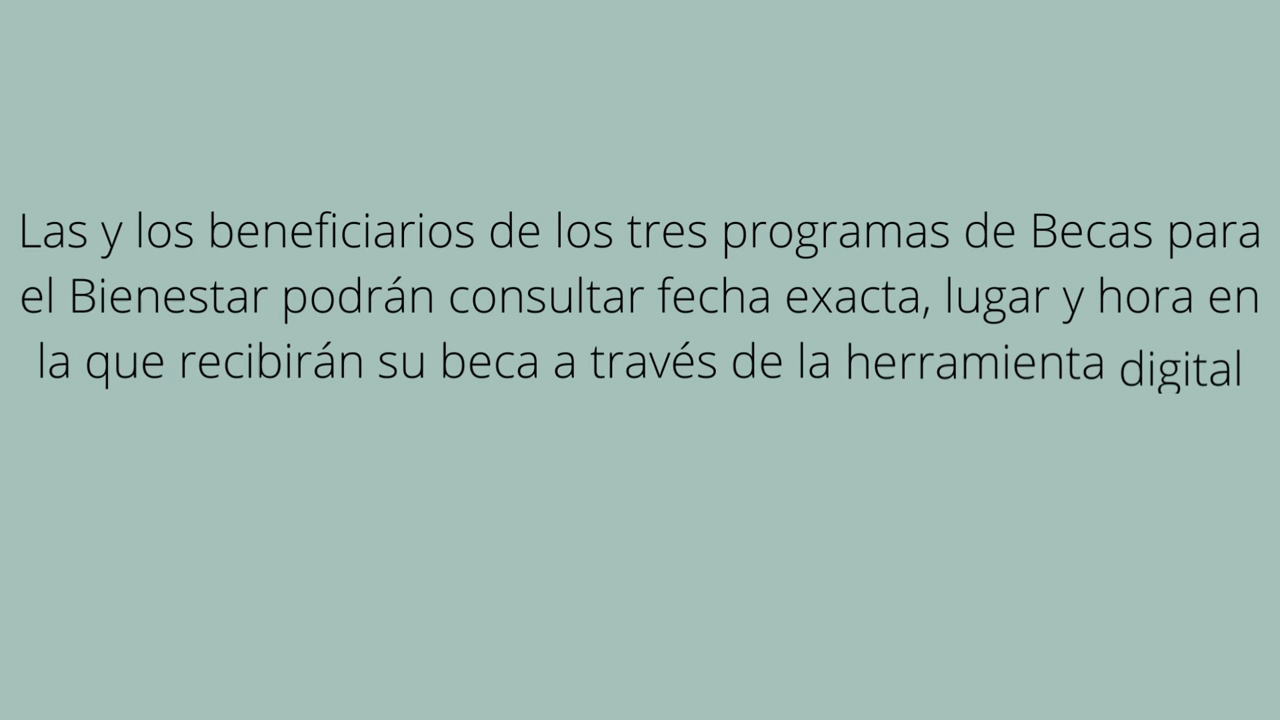 Las y los beneficiarios de los tres programas de Becas para
el Bienestar podrán consultar fecha exacta, lugar y hora en
la que recibirán su beca a través de la herramienta digital